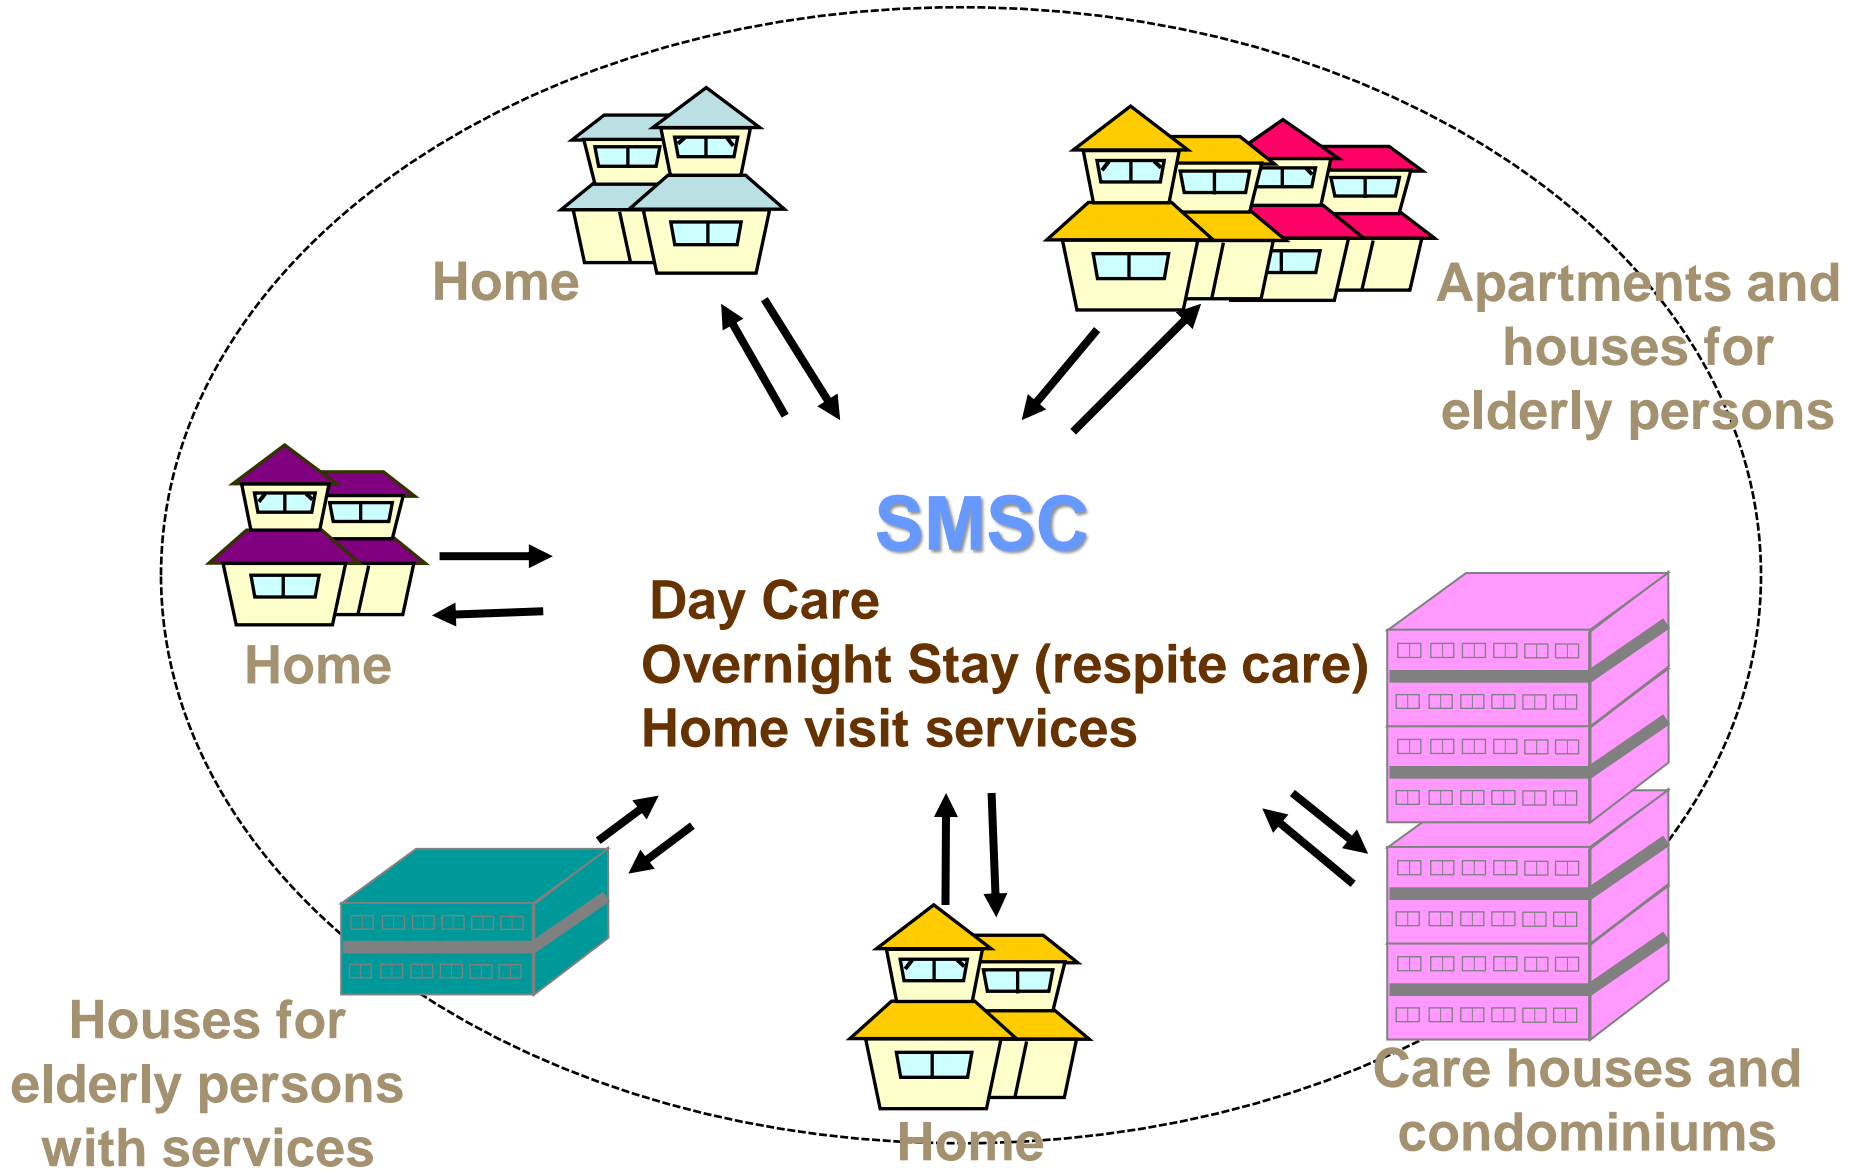 Home
Apartments and
houses for
elderly persons
SMSC
Day Care
Overnight Stay (respite care)
Home visit services
Home
Houses for
elderly persons
with services
Home
Care houses and
condominiums